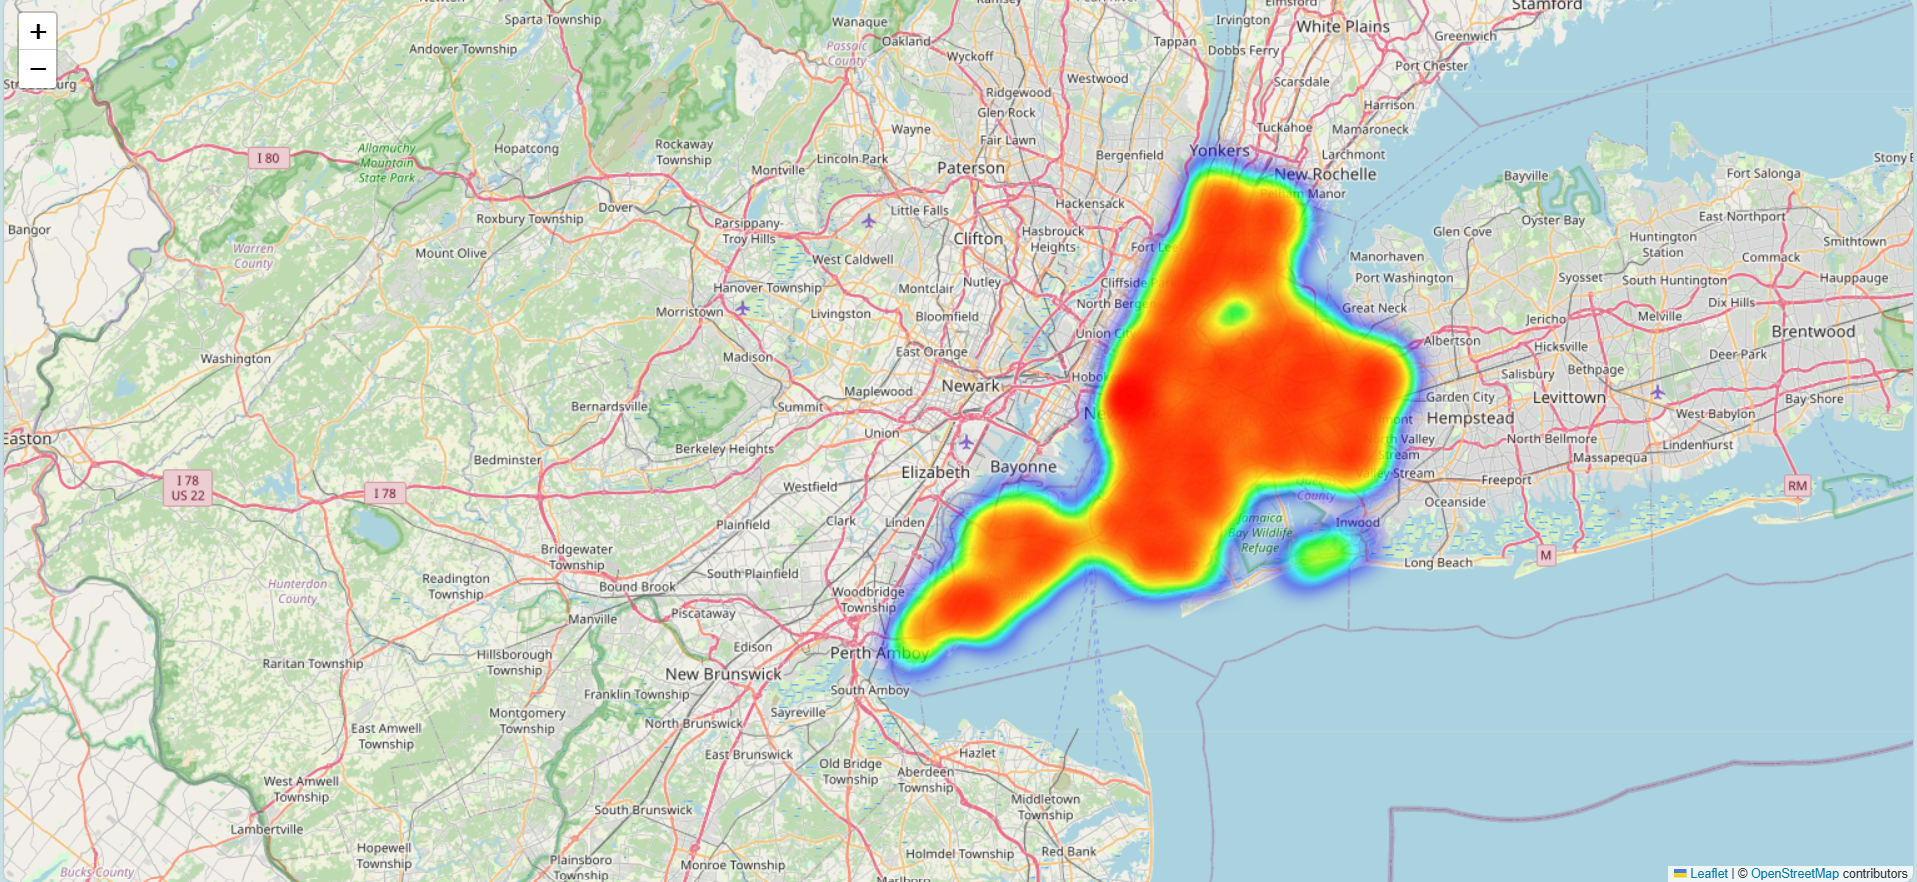 +
−
Sparta Township
Andover Township
Wanaque
Oakland
Passaic
County
Wyckoff
Tappan
Irvington
Dobbs Ferry
Elmsford
White Plains
Stamford
Greenwich
Port Chester
Westwood
Ridgewood
Scarsdale
Harrison
Glen Rock
Tuckahoe
Mamaroneck
Wayne
Fair Lawn
I 80
Allamuchy
Mountain
State Park
Hopatcong
Rockaway
Township
Lincoln Park
Paterson
Bergenfield
Yonkers
Larchmont
New Rochelle
Pelham Manor
Montville
Bayville
Fort Salonga
Stony
Dover
Roxbury Township
Little Falls
Hackensack
Oyster Bay
East Northport
Bangor
Parsippany-
Troy Hills
Clifton
Hasbrouck
Heights
Fort Lee
Glen Cove
Huntington
Station
Smithtown
Warren
County
Mount Olive
West Caldwell
Manorhaven
Port Washington
Commack
Syosset
South Huntington
Hauppauge
Hanover Township
Montclair
Nutley
Cliffside
North Bergen
Great Neck
Dix Hills
Morristown
Livingston
Bloomfield
Union City
Jericho
Melville
Brentwood
Washington
Madison
East Orange
Albertson
Hicksville
Deer Park
Newark
Salisbury
Bethpage
Bernardsville
Summit
Maplewood
Garden City
Levittown
Bay Shore
Hempstead
West Babylon
Easton
Union
North Valley
Stream
North Bellmore
Lindenhurst
Berkeley Heights
Massapequa
Bedminster
Elizabeth
Bayonne
Valley Stream
Freeport
I 78
US 22
I 78
Westfield
County
Oceanside
RM
Plainfield
Clark
Linden
Jamaica
Bay Wildlife
Refuge
Inwood
Bridgewater
Township
Long Beach
M
South Plainfield
Readington
Township
Bound Brook
Hunterdon
County
Woodbridge
Township
Manville
Piscataway
Edison
Perth Amboy
Raritan Township
Hillsborough
Township
New Brunswick
South Amboy
Franklin Township
Montgomery
Township
Sayreville
North Brunswick
East Amwell
Township
East Brunswick
Old Bridge
Township
Hazlet
Aberdeen
Township
West Amwell
Township
South Brunswick
Middletown
Township
Lambertville
Hopewell
Township
Plainsboro
Township
Monroe Township
Holmdel Township
Red Bank
Bucks County
Leaflet | © OpenStreetMap contributors